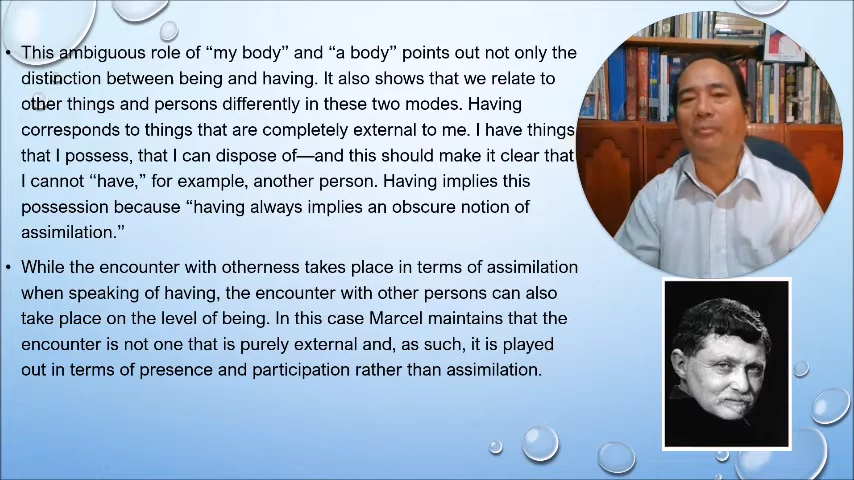 • This ambiguous role of “my body” and “a body” points out not only the
distinction between being and having. It also shows that we relate to
other things and persons differently in these two modes. Having
corresponds to things that are completely external to me. I have things
that I possess, that I can dispose of—and this should make it clear that
I cannot “have,” for example, another person. Having implies this
possession because “having always implies an obscure notion of
assimilation.”
• While the encounter with otherness takes place in terms of assimilation
when speaking of having, the encounter with other persons can also
take place on the level of being. In this case Marcel maintains that the
encounter is not one that is purely external and, as such, it is played
out in terms of presence and participation rather than assimilation.